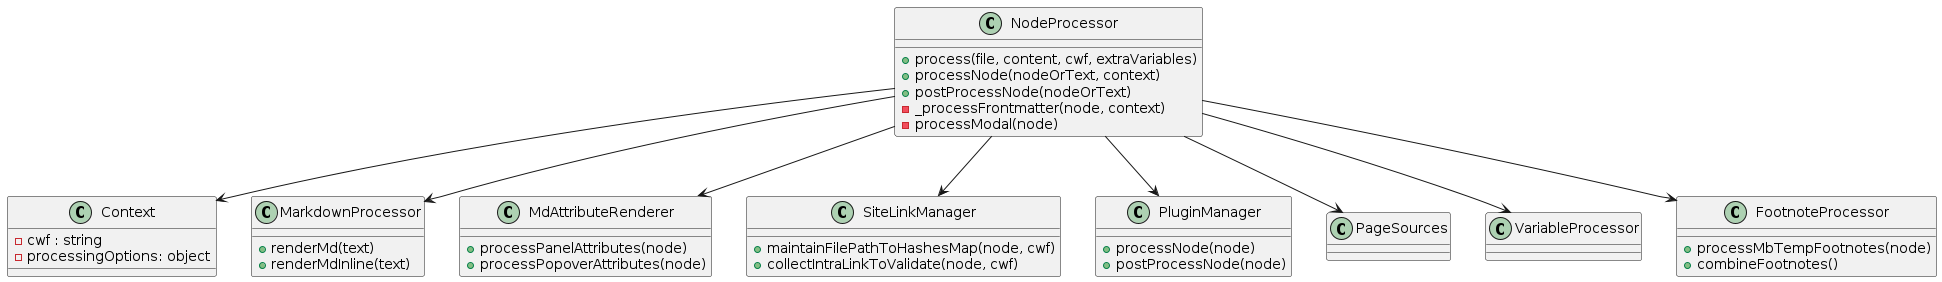 C NodeProcessor
process(file, content, cwf, extraVariables)
processNode(nodeOrText, context)
postProcessNode(nodeOrText)
_processFrontmatter(node, context)
processModal(node)
C Context
cwf : string
processingOptions: object
C MarkdownProcessor
renderMd(text)
renderMdInline(text)
C MdAttributeRenderer
processPanelAttributes(node)
processPopoverAttributes(node)
C SiteLinkManager
maintainFilePathToHashesMap(node, cwf)
collectIntraLinkToValidate(node, cwf)
C PluginManager
processNode(node)
postProcessNode(node)
C PageSources
C VariableProcessor
C FootnoteProcessor
processMbTempFootnotes(node)
combineFootnotes()